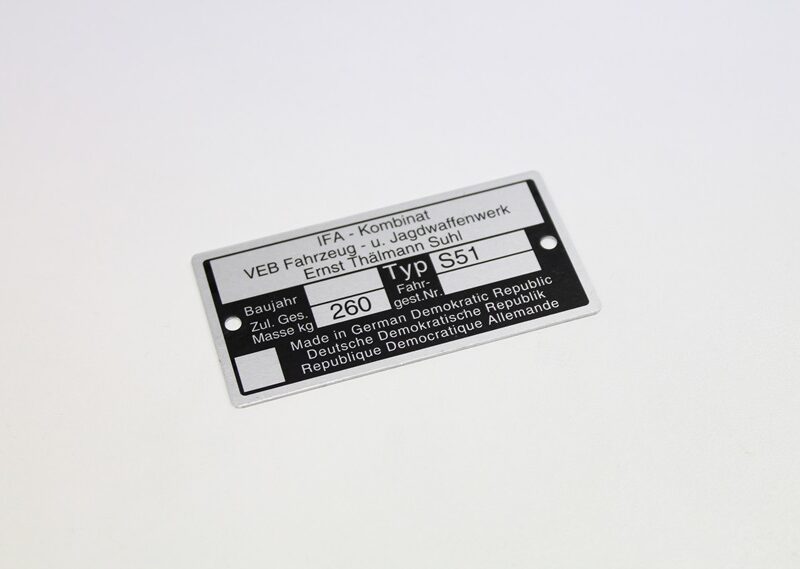 IFA - Kombinat
VEB Fahrzeug - u. Jagdwaffenwerk
Ernst Thälmann Suhl
Baujahr
Typ S51
Zul. Ges.
Masse kg 260
Fahr-
gest.Nr.
Made in German Demokratic Republic
Deutsche Demokratische Republik
Republique Democratique Allemande